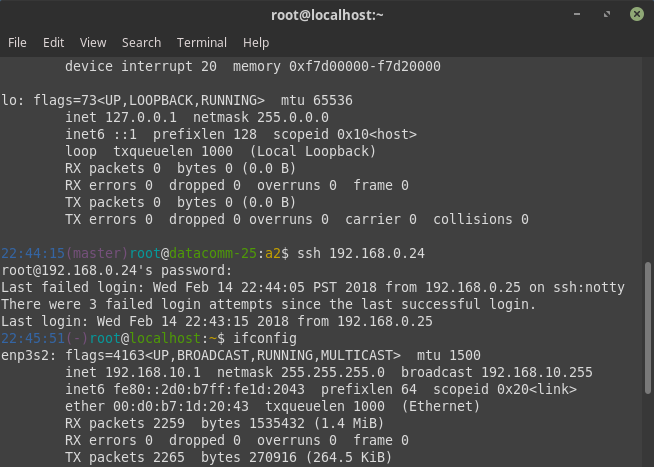 root@localhost:~
File Edit View Search Terminal Help
device interrupt 20 memory 0xf7d00000-f7d20000
lo: flags=73<UP,LOOPBACK,RUNNING> mtu 65536
inet 127.0.0.1 netmask 255.0.0.0
inet6 ::1 prefixlen 128 scopeid 0x10<host>
loop txqueuelen 1000 (Local Loopback)
RX packets 0 bytes 0 (0.0 B)
RX errors 0 dropped 0 overruns 0 frame 0
TX packets 0 bytes 0 (0.0 B)
TX errors 0 dropped 0 overruns 0 carrier 0 collisions 0
22:44:15(master)root@datacomm-25:a2$ ssh 192.168.0.24
root@192.168.0.24's password:
Last failed login: Wed Feb 14 22:44:05 PST 2018 from 192.168.0.25 on ssh:notty
There were 3 failed login attempts since the last successful login.
Last login: Wed Feb 14 22:43:15 2018 from 192.168.0.25
22:45:51(-)root@localhost:~$ ifconfig
enp3s2: flags=4163<UP,BROADCAST,RUNNING,MULTICAST> mtu 1500
inet 192.168.10.1 netmask 255.255.255.0 broadcast 192.168.10.255
inet6 fe80::2d0:b7ff:fe1d:2043 prefixlen 64 scopeid 0x20<link>
ether 00:d0:b7:1d:20:43 txqueuelen 1000 (Ethernet)
RX packets 2259 bytes 1535432 (1.4 MiB)
RX errors 0 dropped 0 overruns 0 frame 0
TX packets 2265 bytes 270916 (264.5 KiB)